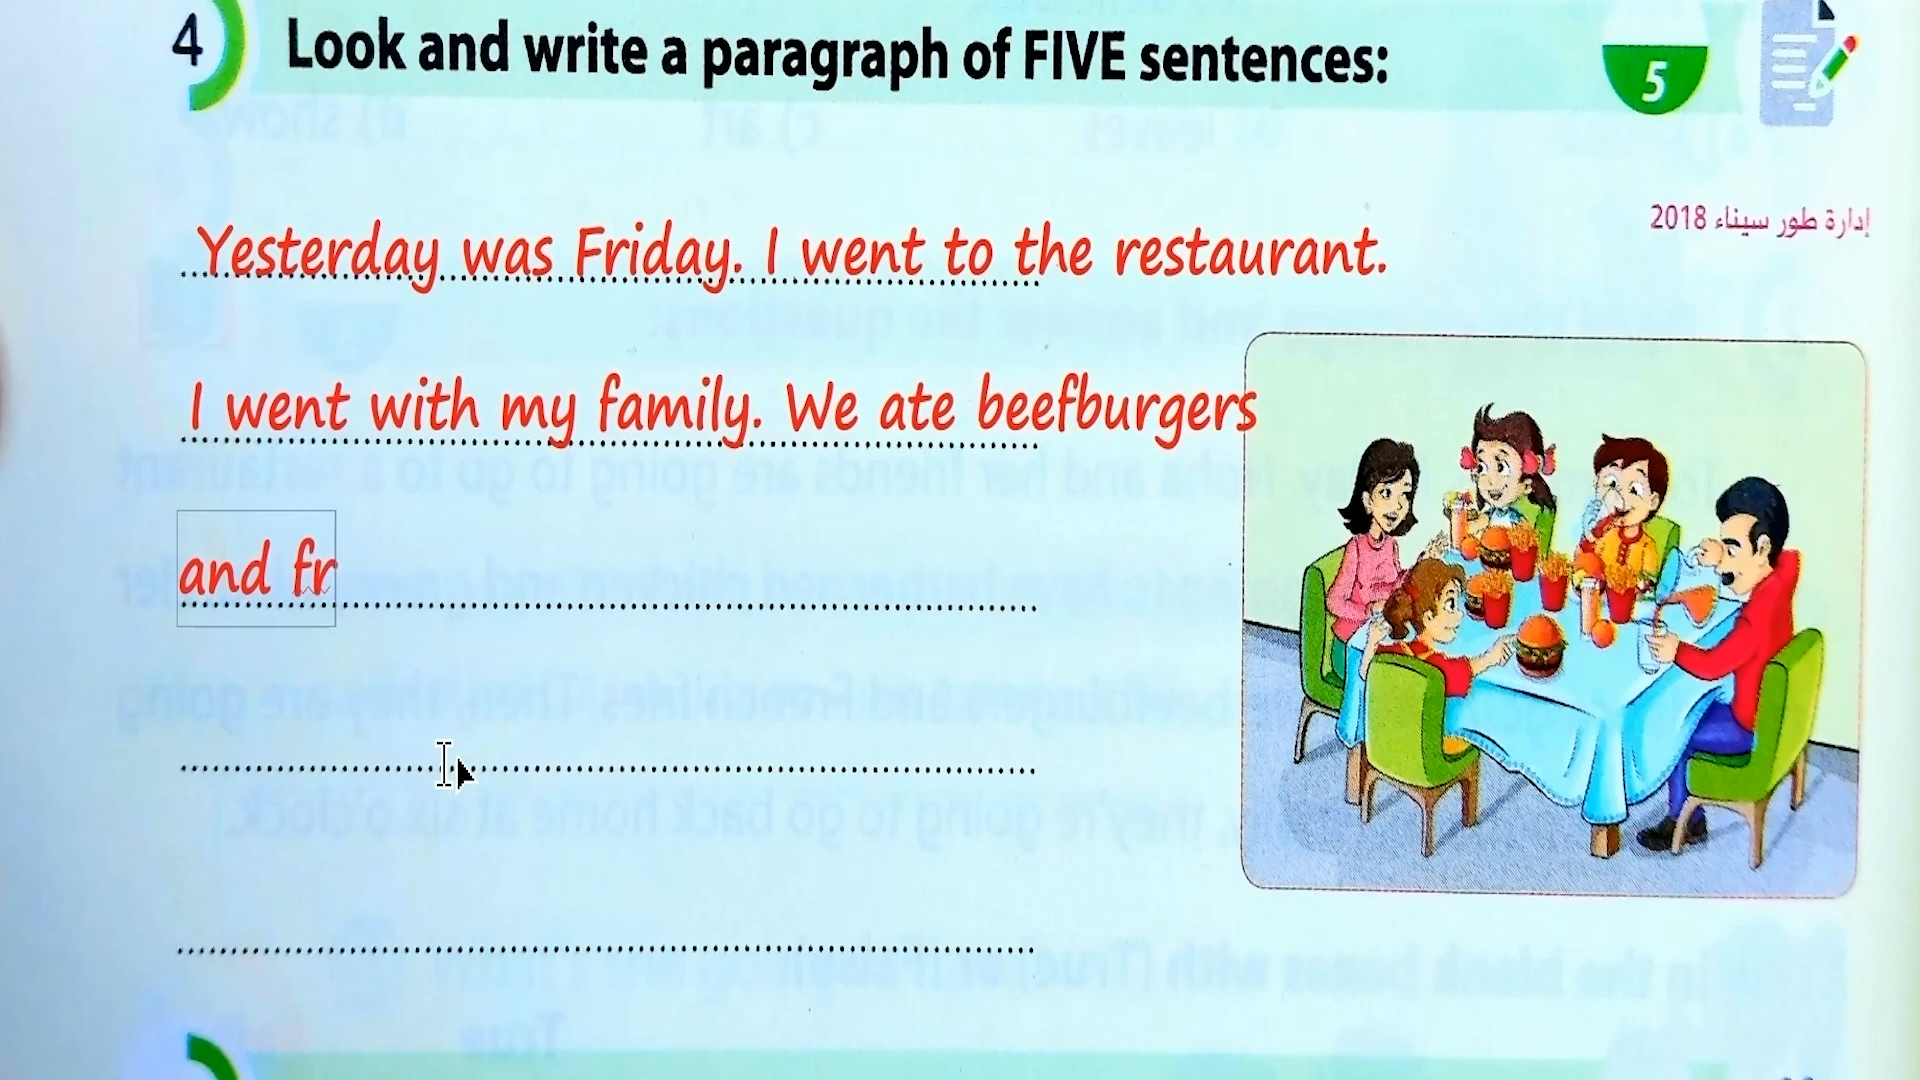 4 Look and write a paragraph of FIVE sentences: 5
إدارة طور سيناء 2018
Yesterday was Friday. I went to the restaurant.
I went with my family. We ate beefburgers
and fr